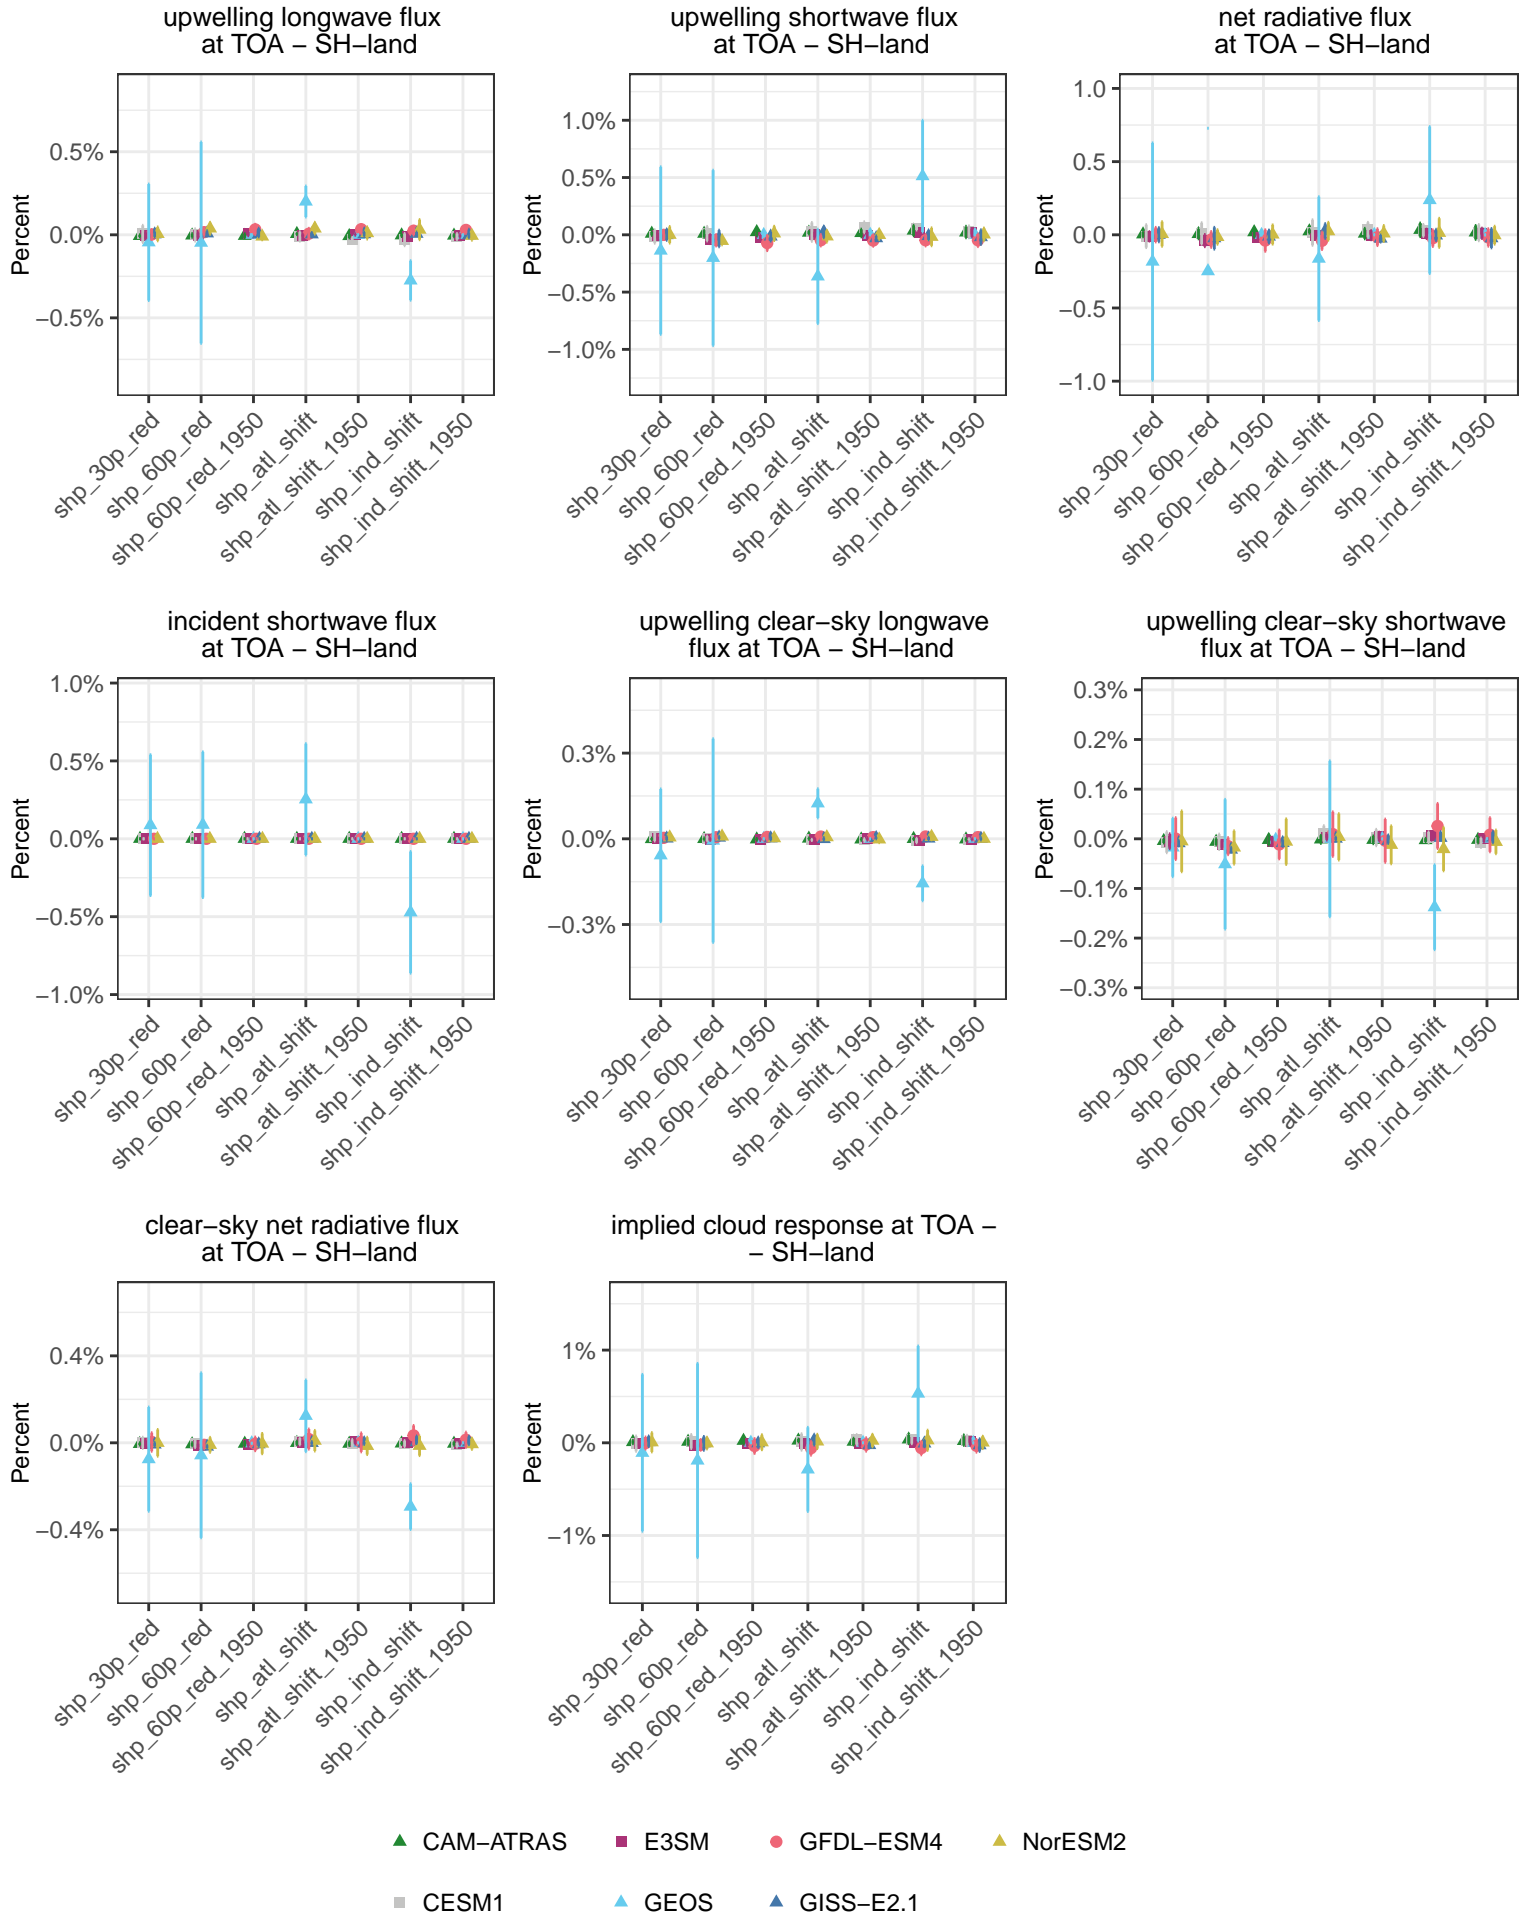 upwelling longwave flux
at TOA − SH−land
Percent
0.5%
0.0%
−0.5%
shp_30p_red
shp_60p_red
shp_60p_red_1950
shp_atl_shift
shp_atl_shift_1950
shp_ind_shift
shp_ind_shift_1950
upwelling shortwave flux
at TOA − SH−land
Percent
1.0%
0.5%
0.0%
−0.5%
−1.0%
shp_30p_red
shp_60p_red
shp_60p_red_1950
shp_atl_shift
shp_atl_shift_1950
shp_ind_shift
shp_ind_shift_1950
net radiative flux
at TOA − SH−land
Percent
1.0
0.5
0.0
−0.5
−1.0
shp_30p_red
shp_60p_red
shp_60p_red_1950
shp_atl_shift
shp_atl_shift_1950
shp_ind_shift
shp_ind_shift_1950
incident shortwave flux
at TOA − SH−land
Percent
1.0%
0.5%
0.0%
−0.5%
−1.0%
shp_30p_red
shp_60p_red
shp_60p_red_1950
shp_atl_shift
shp_atl_shift_1950
shp_ind_shift
shp_ind_shift_1950
upwelling clear−sky longwave
flux at TOA − SH−land
Percent
0.3%
0.0%
−0.3%
shp_30p_red
shp_60p_red
shp_60p_red_1950
shp_atl_shift
shp_atl_shift_1950
shp_ind_shift
shp_ind_shift_1950
upwelling clear−sky shortwave
flux at TOA − SH−land
Percent
0.3%
0.2%
0.1%
0.0%
−0.1%
−0.2%
−0.3%
shp_30p_red
shp_60p_red
shp_60p_red_1950
shp_atl_shift
shp_atl_shift_1950
shp_ind_shift
shp_ind_shift_1950
clear−sky net radiative flux
at TOA − SH−land
Percent
0.4%
0.0%
−0.4%
shp_30p_red
shp_60p_red
shp_60p_red_1950
shp_atl_shift
shp_atl_shift_1950
shp_ind_shift
shp_ind_shift_1950
implied cloud response at TOA −
− SH−land
Percent
1%
0%
−1%
shp_30p_red
shp_60p_red
shp_60p_red_1950
shp_atl_shift
shp_atl_shift_1950
shp_ind_shift
shp_ind_shift_1950
CAM−ATRAS
E3SM
GFDL−ESM4
NorESM2
CESM1
GEOS
GISS−E2.1